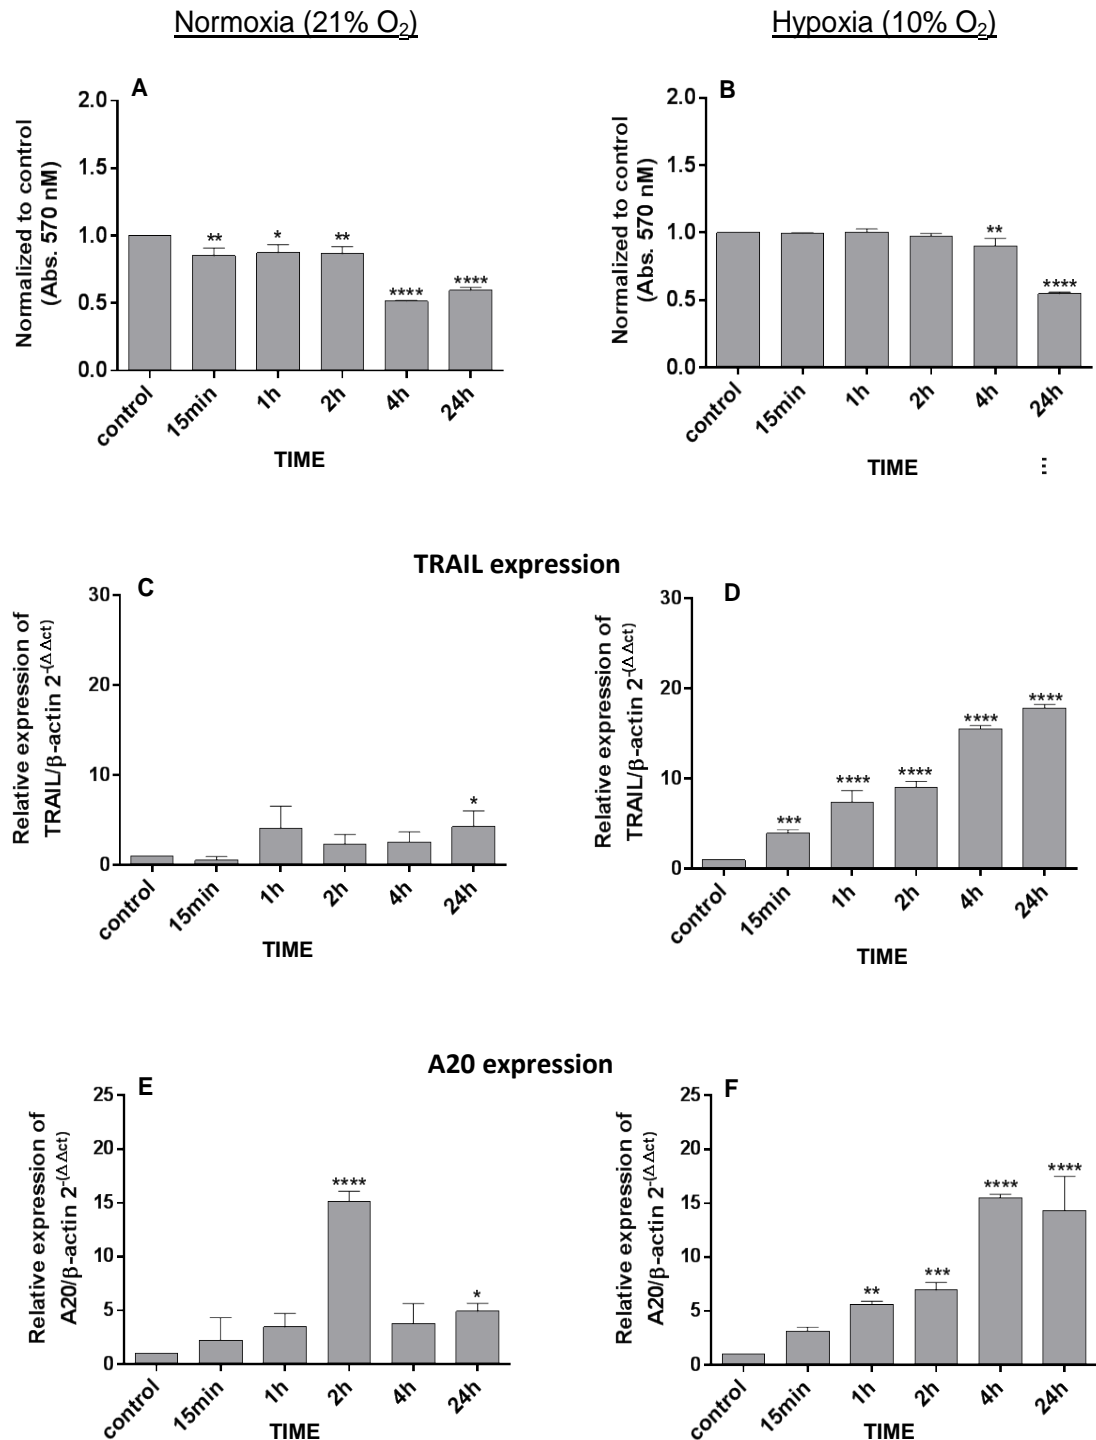 Normoxia (21% O₂)
Hypoxia (10% O₂)
A
Normalized to control
(Abs. 570 nM)
2.0
1.5
1.0
0.5
0.0
**
*
**
****
****
control
15min
1h
2h
4h
24h
TIME
B
Normalized to control
(Abs. 570 nM)
2.0
1.5
1.0
0.5
0.0
**
****
control
15min
1h
2h
4h
24h
TIME
...
TRAIL expression
C
Relative expression of
TRAIL/β-actin 2^-(Δ Δct)
30
20
10
0
*
control
15min
1h
2h
4h
24h
TIME
D
Relative expression of
TRAIL/β-actin 2^-(Δ Δct)
30
20
10
0
***
****
****
****
****
control
15min
1h
2h
4h
24h
TIME
A20 expression
E
Relative expression of
A20/β-actin 2^-(Δ Δct)
25
20
15
10
5
0
****
*
control
15min
1h
2h
4h
24h
TIME
F
Relative expression of
A20/β-actin 2^-(Δ Δct)
25
20
15
10
5
0
**
***
****
****
control
15min
1h
2h
4h
24h
TIME